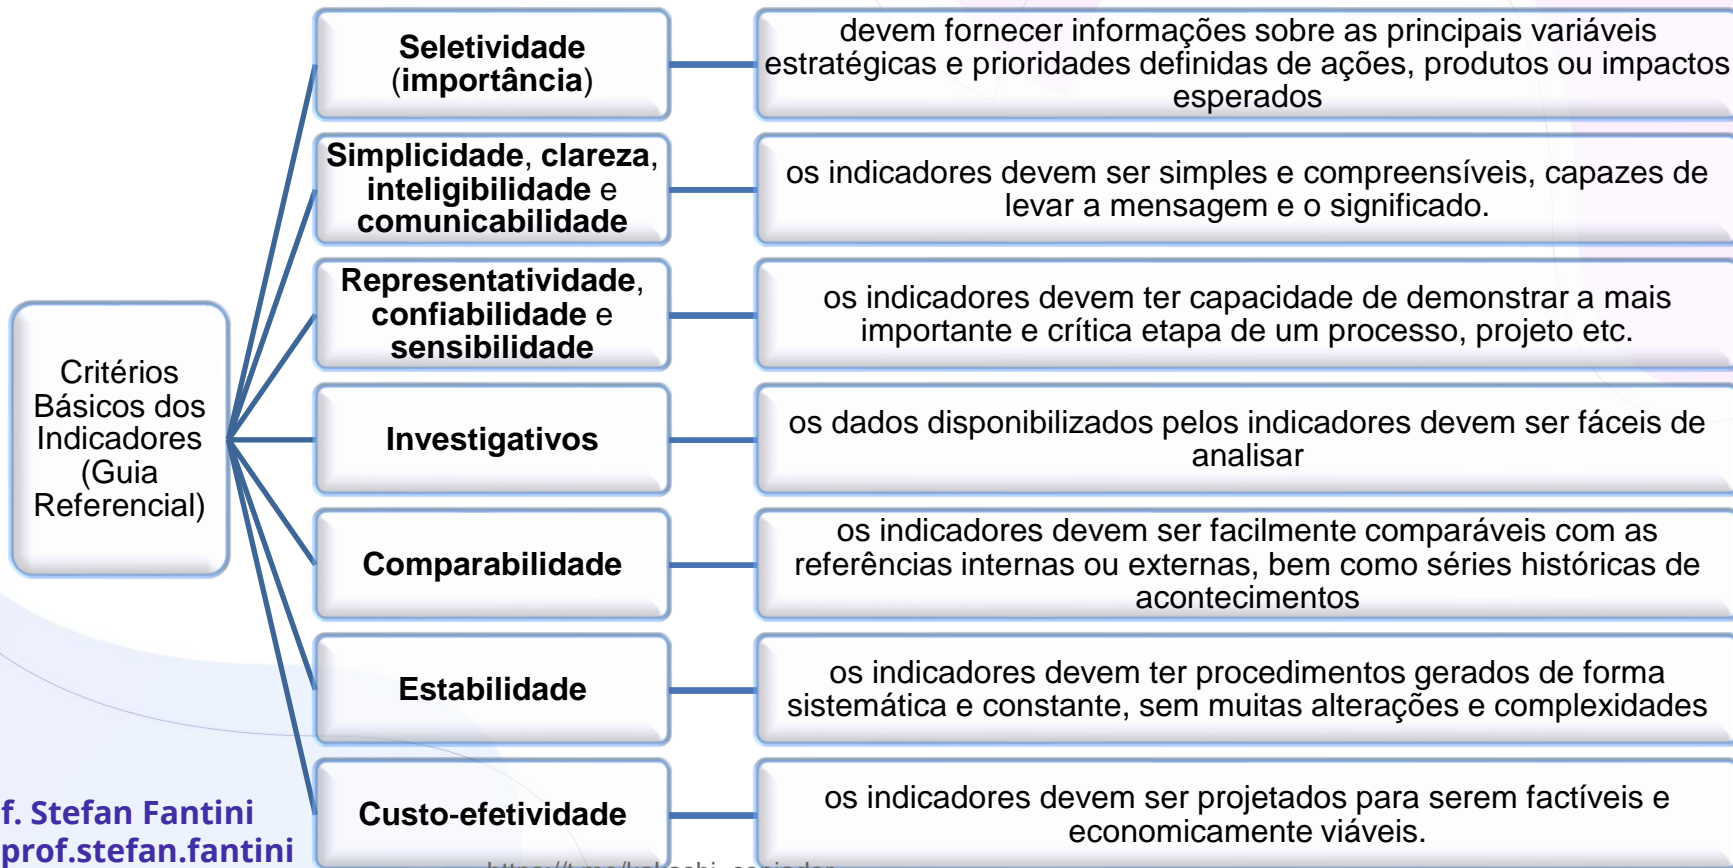 Critérios
Básicos dos
Indicadores
(Guia
Referencial)
Seletividade
(importância)
devem fornecer informações sobre as principais variáveis
estratégicas e prioridades definidas de ações, produtos ou impactos
esperados
Simplicidade, clareza,
inteligibilidade e
comunicabilidade
os indicadores devem ser simples e compreensíveis, capazes de
levar a mensagem e o significado.
Representatividade,
confiabilidade e
sensibilidade
os indicadores devem ter capacidade de demonstrar a mais
importante e crítica etapa de um processo, projeto etc.
Investigativos
os dados disponibilizados pelos indicadores devem ser fáceis de
analisar
Comparabilidade
os indicadores devem ser facilmente comparáveis com as
referências internas ou externas, bem como séries históricas de
acontecimentos
Estabilidade
os indicadores devem ter procedimentos gerados de forma
sistemática e constante, sem muitas alterações e complexidades
Custo-efetividade
os indicadores devem ser projetados para serem factíveis e
economicamente viáveis.
f. Stefan Fantini
prof.stefan.fantini